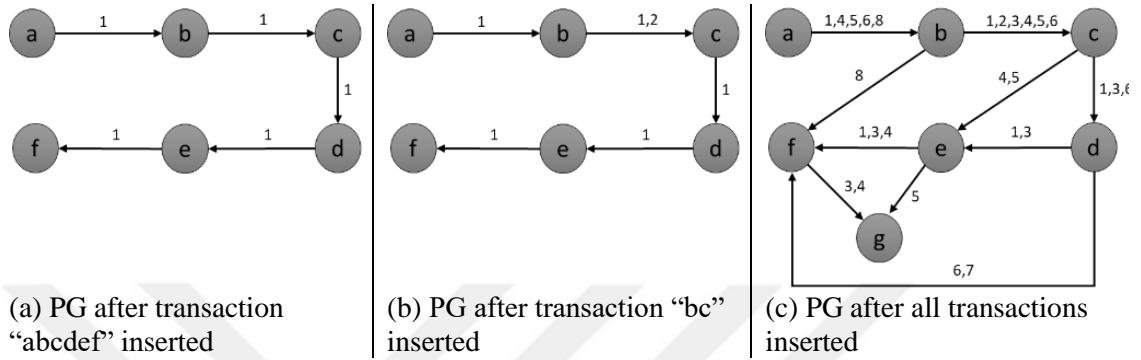 a 1 b 1 c
1
f 1 e 1 d
(a) PG after transaction
“abcdef” inserted
a 1 b 1,2 c
1
f 1 e 1 d
(b) PG after transaction “bc”
inserted
a 1,4,5,6,8 b 1,2,3,4,5,6 c
8 4,5 1,3,6
f 1,3,4 e 1,3 d
3,4 5
g
6,7
(c) PG after all transactions
inserted